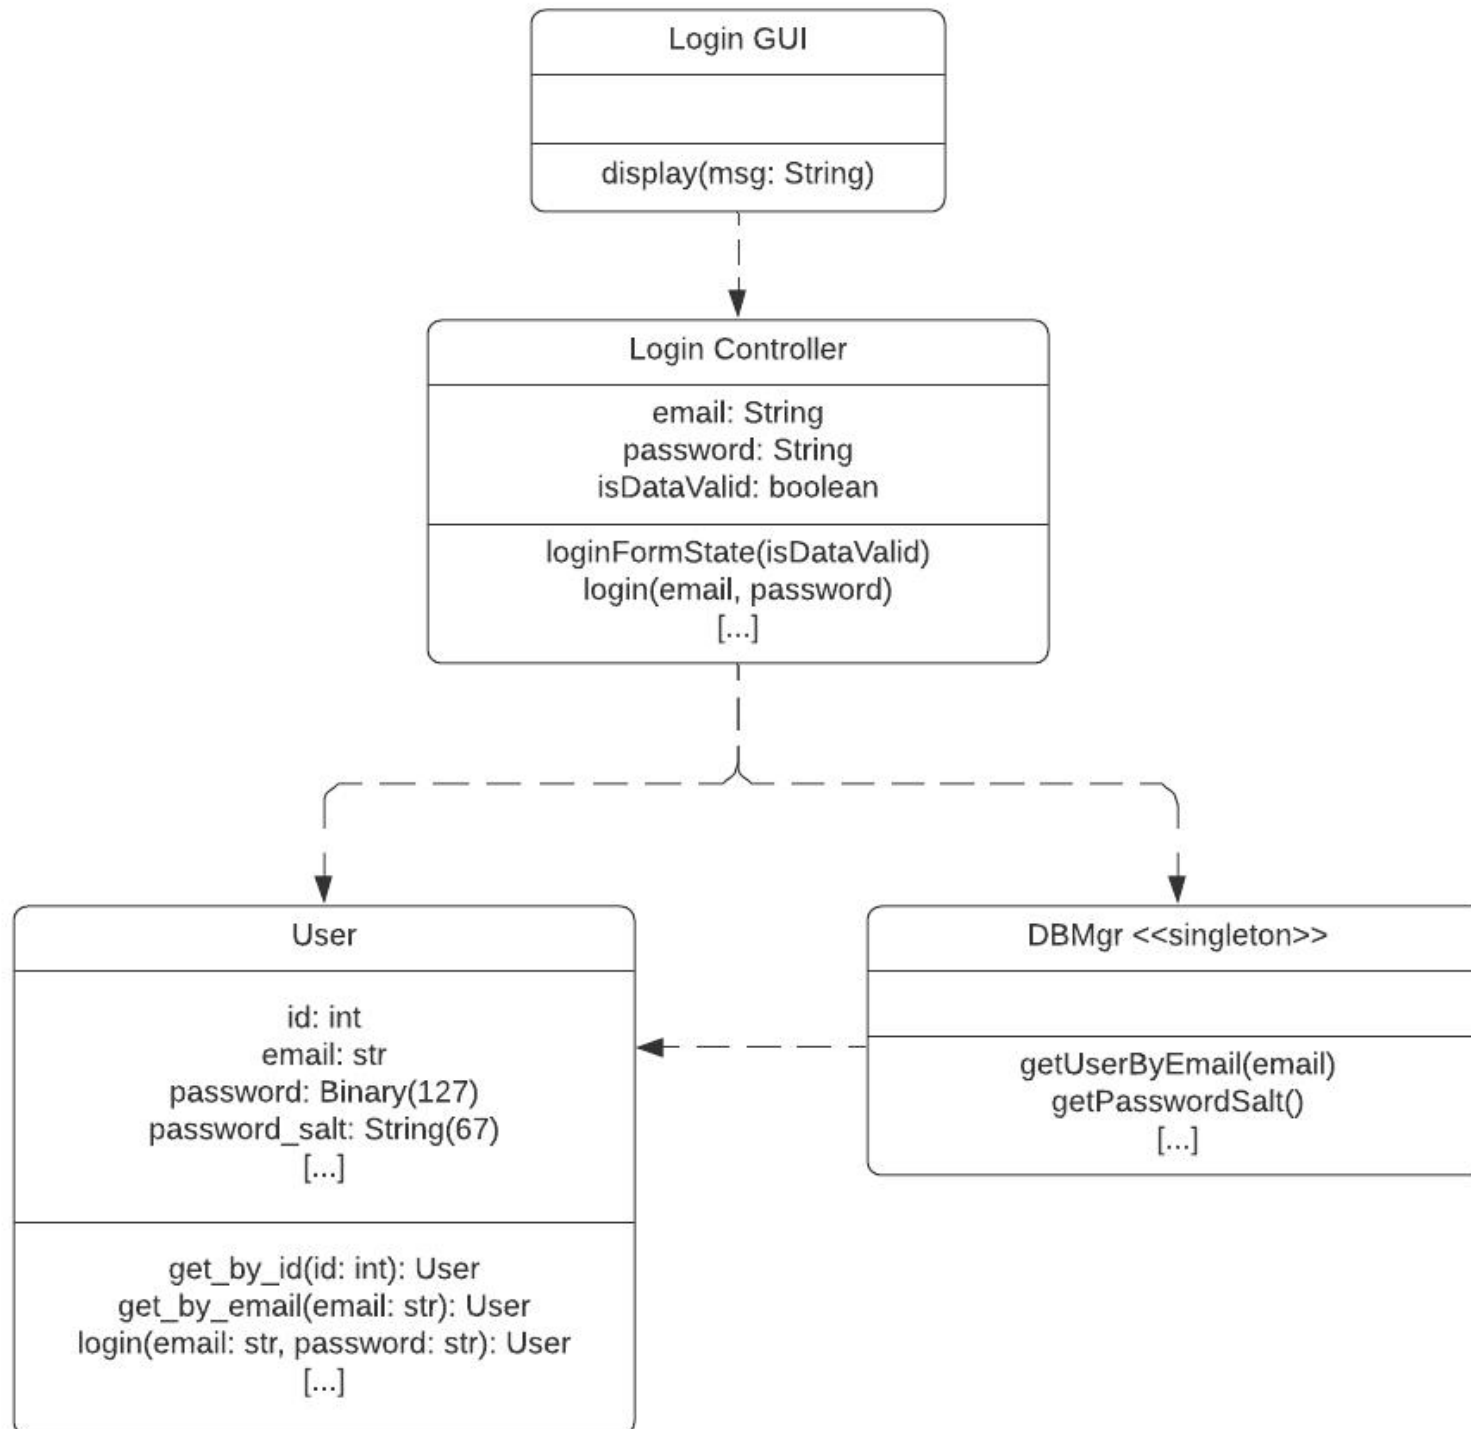 Login GUI
display(msg: String)
Login Controller
email: String
password: String
isDataValid: boolean
loginFormState(isDataValid)
login(email, password)
[...]
User
id: int
email: str
password: Binary(127)
password_salt: String(67)
[...]
get_by_id(id: int): User
get_by_email(email: str): User
login(email: str, password: str): User
[...]
DBMgr <<singleton>>
getUserByEmail(email)
getPasswordSalt()
[...]